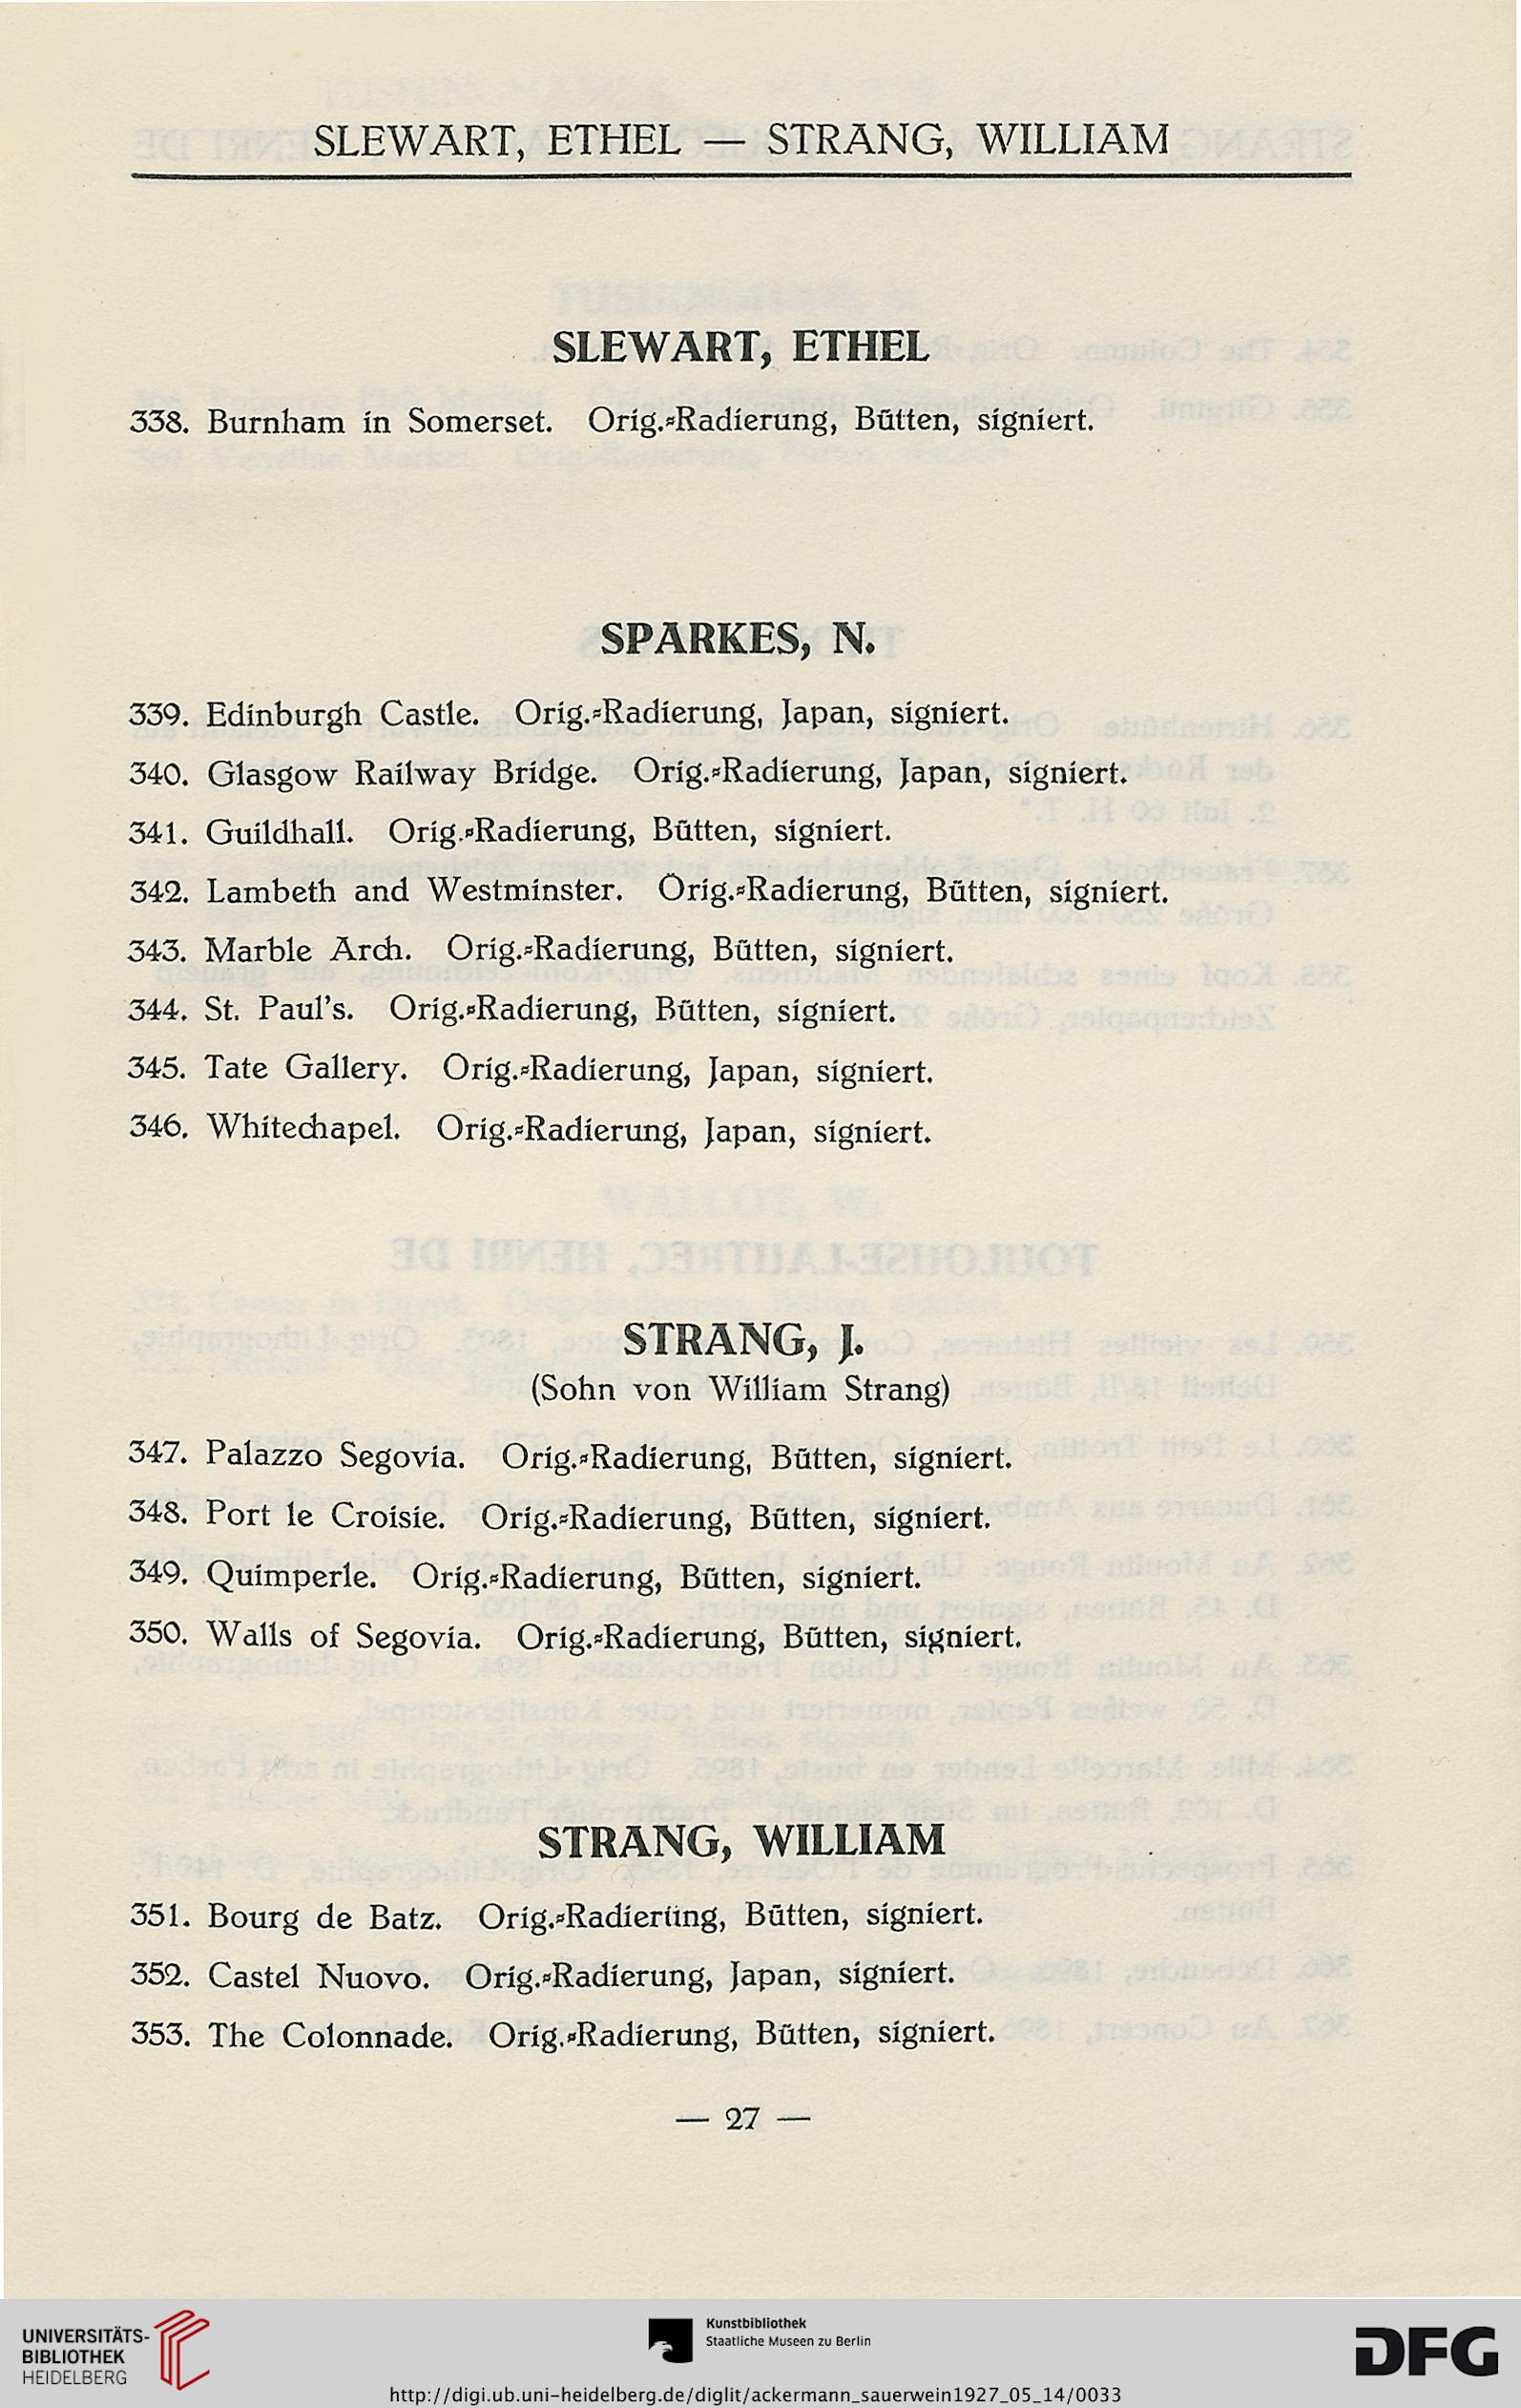 SLEWART, ETHEL — STRANG, WILLIAM
SLEWART, ETHEL
338. Burnham in Somerset. Orig.-Radierung, Bütten, signiert.
SPARKES, N.
339. Edinburgh Castle. Orig.-Radierung, Japan, signiert.
340. Glasgow Railway Bridge. Orig.-Radierung, Japan, signiert.
341. Guildhall. Orig.-Radierung, Bütten, signiert.
342. Lambeth and Westminster. Orig.-Radierung, Bütten, signiert.
343. Marble Arch. Orig.-Radierung, Bütten, signiert.
344. St. Paul's. Orig.-Radierung, Bütten, signiert.
345. Tate Gallery. Orig.-Radierung, Japan, signiert.
346. Whitechapel. Orig.-Radierung, Japan, signiert.
STRANG, J.
(Sohn von William Strang)
347. Palazzo Segovia. Orig.-Radierung, Bütten, signiert.
348. Port le Croisie. Orig.-Radierung, Bütten, signiert.
349. Quimperle. Orig.-Radierung, Bütten, signiert.
350. Walls of Segovia. Orig.-Radierung, Bütten, signiert.
STRANG, WILLIAM
351. Bourg de Batz. Orig.-Radierung, Bütten, signiert.
352. Castel Nuovo. Orig.-Radierung, Japan, signiert.
353. The Colonnade. Orig.-Radierung, Bütten, signiert.
— 27 —
UNIVERSITÄTS-
BIBLIOTHEK
HEIDELBERG
Kunstbibliothek
Staatliche Museen zu Berlin
DFG
http://digi.ub.uni-heidelberg.de/diglit/ackermann_sauerwein1927_05_14/0033